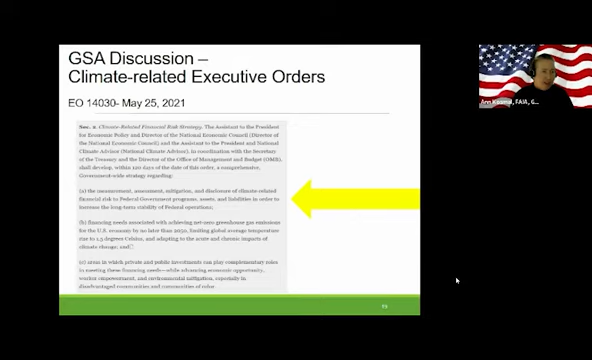 GSA Discussion –
Climate-related Executive Orders
EO 14030- May 25, 2021
Sec. 2. Climate-Related Financial Risk Strategy. The Assistant to the President
for Economic Policy and Director of the National Economic Council (Director of
the National Economic Council) and the Assistant to the President and National
Climate Advisor (National Climate Advisor), in coordination with the Secretary
of the Treasury and the Director of the Office of Management and Budget (OMB),
shall develop, within 120 days of the date of this order, a comprehensive,
Government-wide strategy regarding:
(a) the measurement, assessment, mitigation, and disclosure of climate-related
financial risk to Federal Government programs, assets, and liabilities in order to
increase the long-term stability of Federal operations;
(b) financing needs associated with achieving net-zero greenhouse gas emissions
for the U.S. economy by no later than 2050, limiting global average temperature
rise to 1.5 degrees Celsius, and adapting to the acute and chronic impacts of
climate change; and
(c) areas in which private and public investments can play complementary roles
in meeting these financing needs—while advancing economic opportunity,
worker empowerment, and environmental mitigation, especially in
disadvantaged communities and communities of color.
Ann Kosmal, FAIA, G...